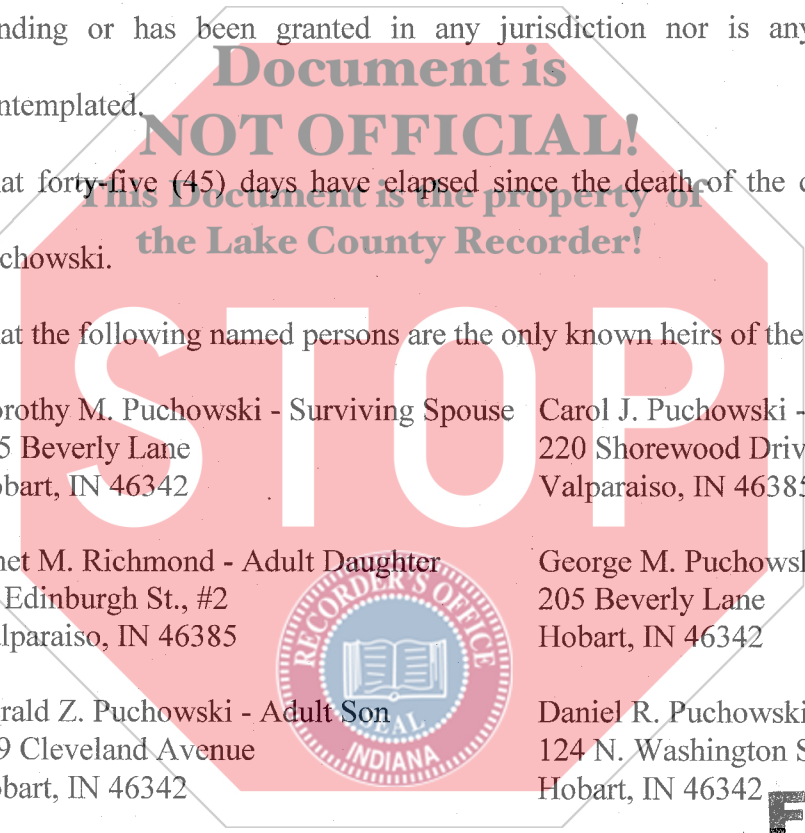 nding or has been granted in any jurisdiction nor is any
Document is
ntemplated.
NOT OFFICIAL!
at forty-five (45) days have elapsed since the death of the
This Document is the property of
the Lake County Recorder!
chowski.
STOP
at the following named persons are the only known heirs of the
rothy M. Puchowski - Surviving Spouse Carol J. Puchowski -
5 Beverly Lane 220 Shorewood Driv
bart, IN 46342 Valparaiso, IN 46385
net M. Richmond - Adult Daughter George M. Puchowsk
Edinburgh St., #2 205 Beverly Lane
lparaiso, IN 46385 Hobart, IN 46342
RECORDER'S OFFICE
SEAL
INDIANA
rald Z. Puchowski - Adult Son Daniel R. Puchowski
9 Cleveland Avenue 124 N. Washington S
bart, IN 46342 Hobart, IN 46342
F